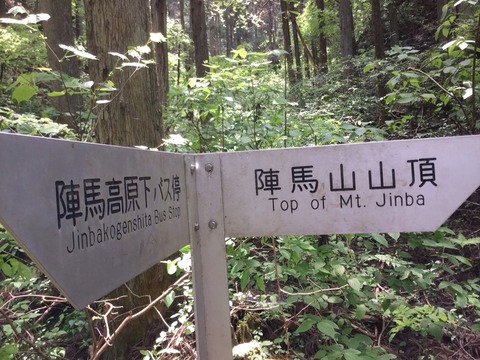 陣馬高原下バス停
Jinbakogenshita Bus Stop
陣馬山山頂
Top of Mt. Jinba